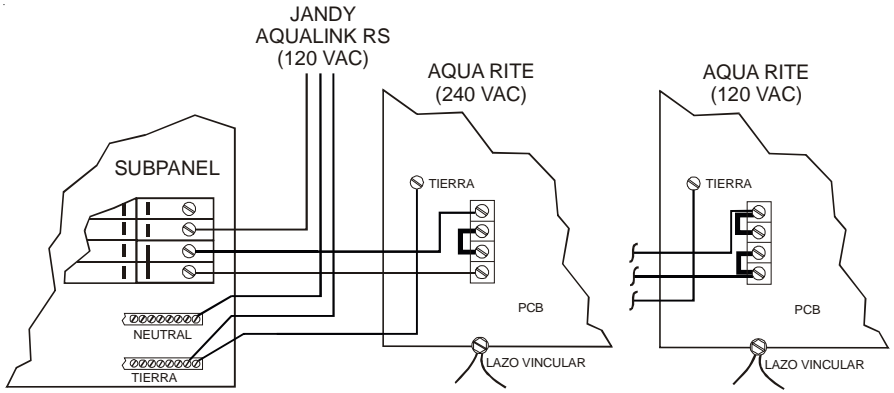 JANDY
AQUALINK RS
(120 VAC)
AQUA RITE
(240 VAC)
AQUA RITE
(120 VAC)
SUBPANEL
TIERRA
TIERRA
PCB
PCB
NEUTRAL
TIERRA
LAZO VINCULAR
LAZO VINCULAR